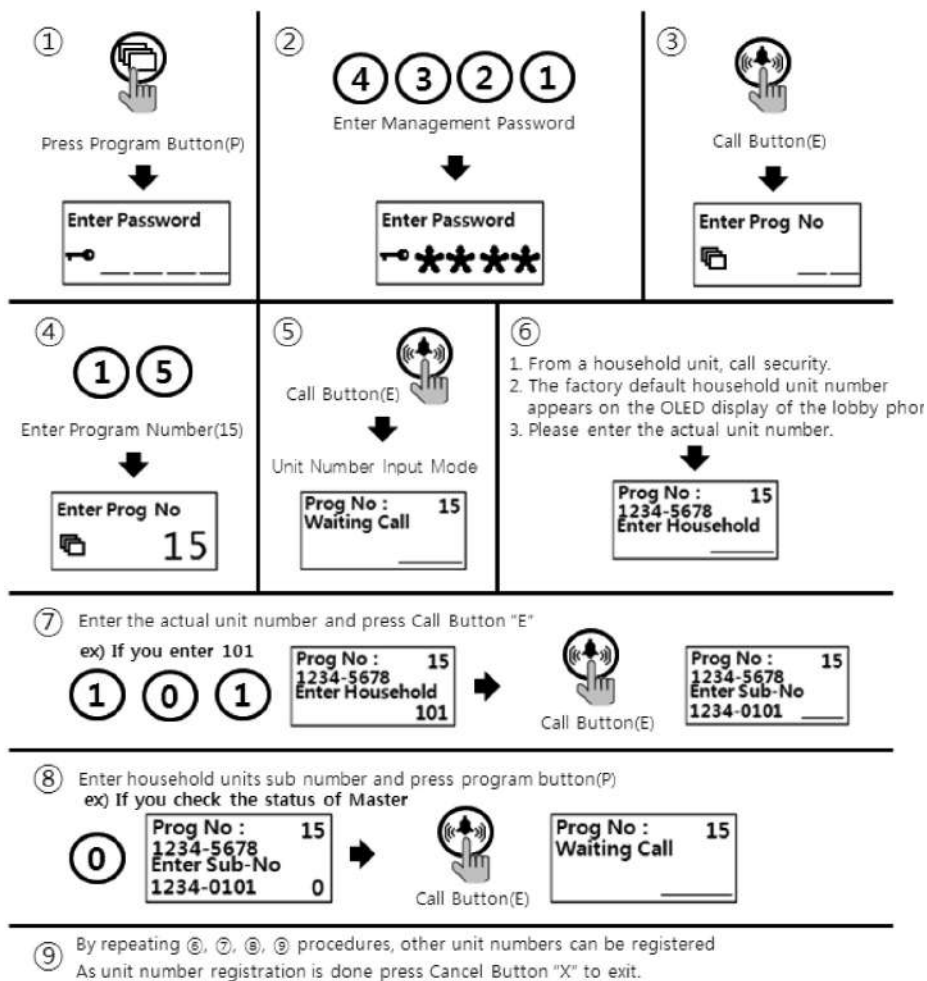 ①
Press Program Button(P)
Enter Password
②
4 3 2 1
Enter Management Password
Enter Password
****
③
Call Button(E)
Enter Prog No
④
1 5
Enter Program Number(15)
Enter Prog No
15
⑤
Call Button(E)
Unit Number Input Mode
Prog No : 15
Waiting Call
⑥
1. From a household unit, call security.
2. The factory default household unit number
appears on the OLED display of the lobby phor
3. Please enter the actual unit number.
Prog No : 15
1234-5678
Enter Household
⑦ Enter the actual unit number and press Call Button "E"
ex) If you enter 101
1 0 1
Prog No : 15
1234-5678
Enter Household
101
Call Button(E)
Prog No : 15
1234-5678
Enter Sub-No
1234-0101
⑧ Enter household units sub number and press program button(P)
ex) If you check the status of Master
0
Prog No : 15
1234-5678
Enter Sub-No
1234-0101 0
Call Button(E)
Prog No : 15
Waiting Call
⑨ By repeating ⑥, ⑦, ⑧, ⑨ procedures, other unit numbers can be registered
As unit number registration is done press Cancel Button "X" to exit.